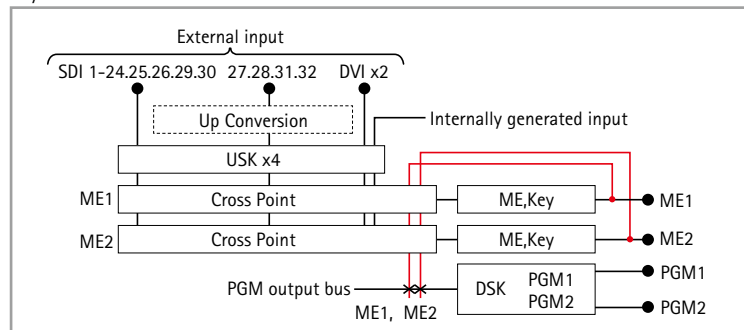 External input
SDI 1-24.25.26.29.30 27.28.31.32 DVI x2
Up Conversion
Internally generated input
USK x4
ME1 Cross Point ME,Key ME1
ME2 Cross Point ME,Key ME2
PGM output bus
DSK
PGM1
PGM2
PGM1
PGM2
ME1, ME2